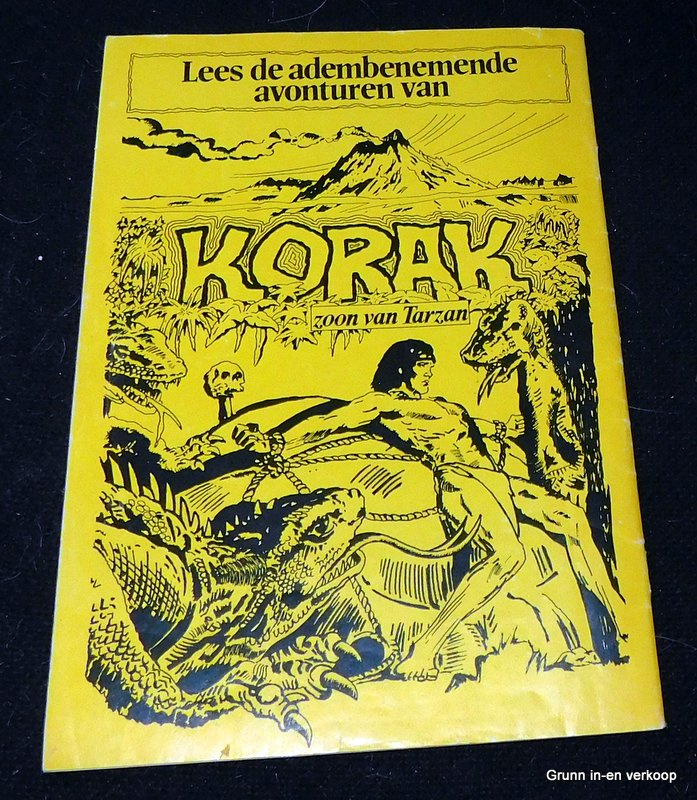 Lees de adembenemende
avonturen van
KORAK
zoon van Tarzan
Grunn in-en verkoop